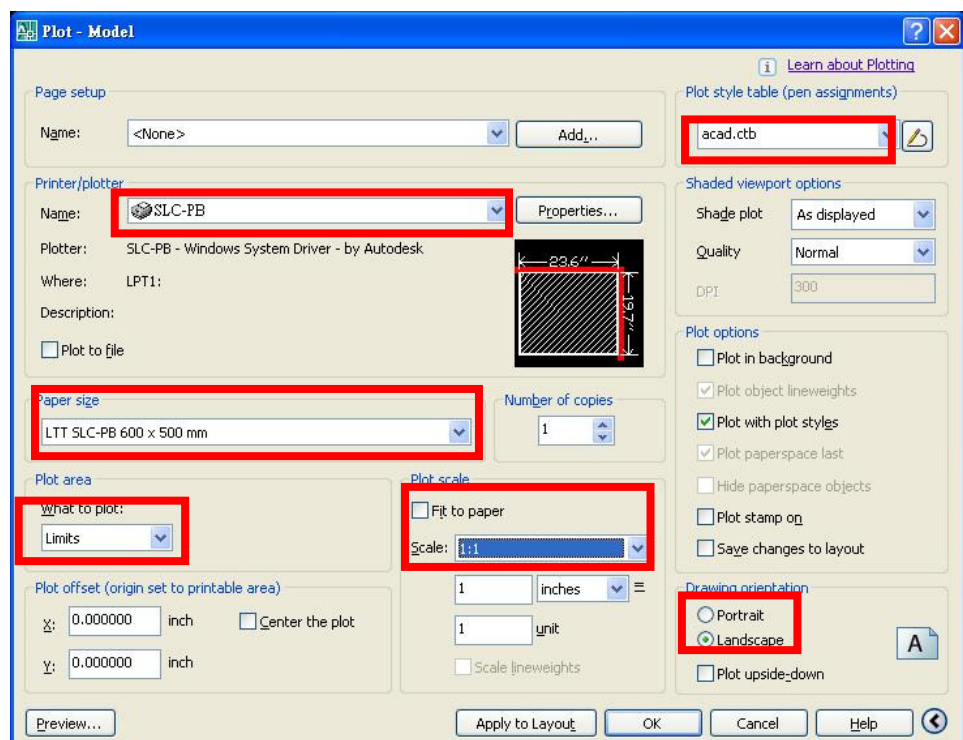 Plot - Model
Learn about Plotting
Page setup
Name: <None> Add...
Plot style table (pen assignments)
acad.ctb
Printer/plotter
Name: SLC-PB Properties...
Plotter: SLC-PB - Windows System Driver - by Autodesk
Where: LPT1:
Description:
Plot to file
23.6''
19.7''
Shaded viewport options
Shade plot As displayed
Quality Normal
DPI 300
Paper size
LTT SLC-PB 600 x 500 mm
Number of copies
1
Plot options
Plot in background
Plot object lineweights
Plot with plot styles
Plot paperspace last
Hide paperspace objects
Plot stamp on
Save changes to layout
Plot area
What to plot:
Limits
Plot scale
Fit to paper
Scale: 1:1
1 inches =
1 unit
Scale lineweights
Plot offset (origin set to printable area)
X: 0.000000 inch Center the plot
Y: 0.000000 inch
Drawing orientation
Portrait
Landscape
A
Plot upside-down
Preview... Apply to Layout OK Cancel Help